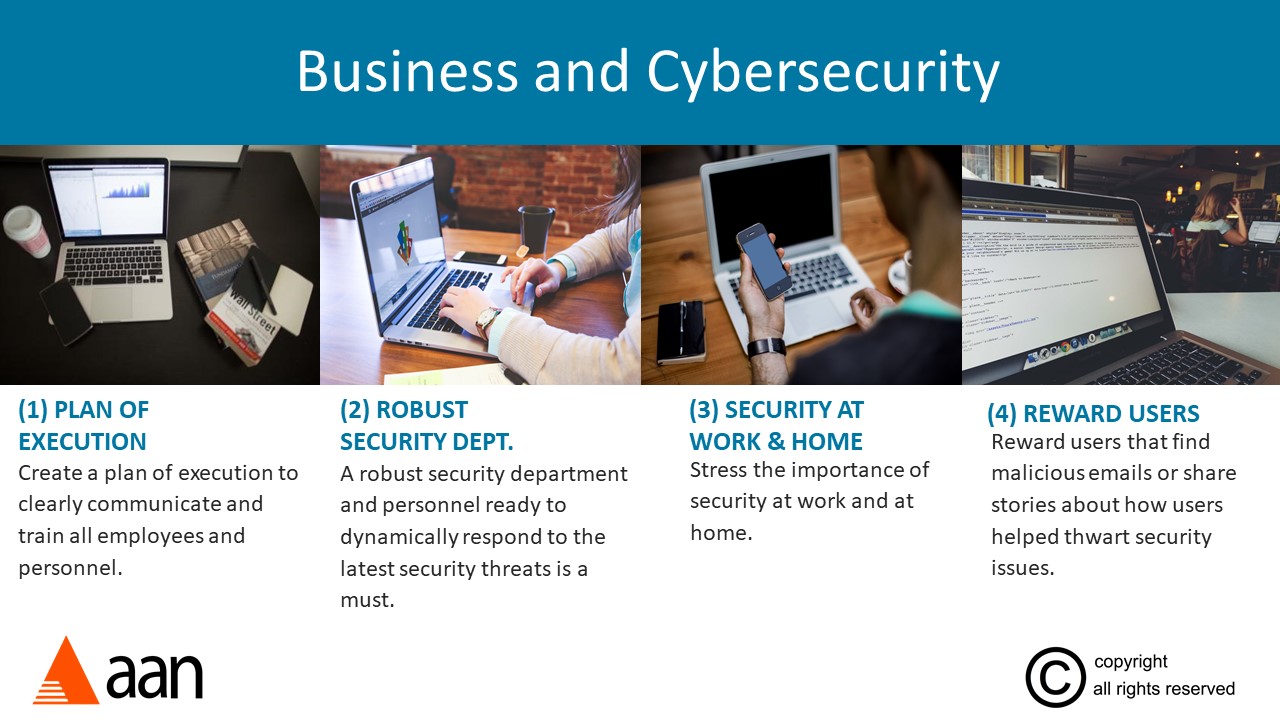 Business and Cybersecurity
Wall Street
(1) PLAN OF
EXECUTION
Create a plan of execution to
clearly communicate and
train all employees and
personnel.
(2) ROBUST
SECURITY DEPT.
A robust security department
and personnel ready to
dynamically respond to the
latest security threats is a
must.
(3) SECURITY AT
WORK & HOME
Stress the importance of
security at work and at
home.
(4) REWARD USERS
Reward users that find
malicious emails or share
stories about how users
helped thwart security
issues.
aan
© copyright
all rights reserved